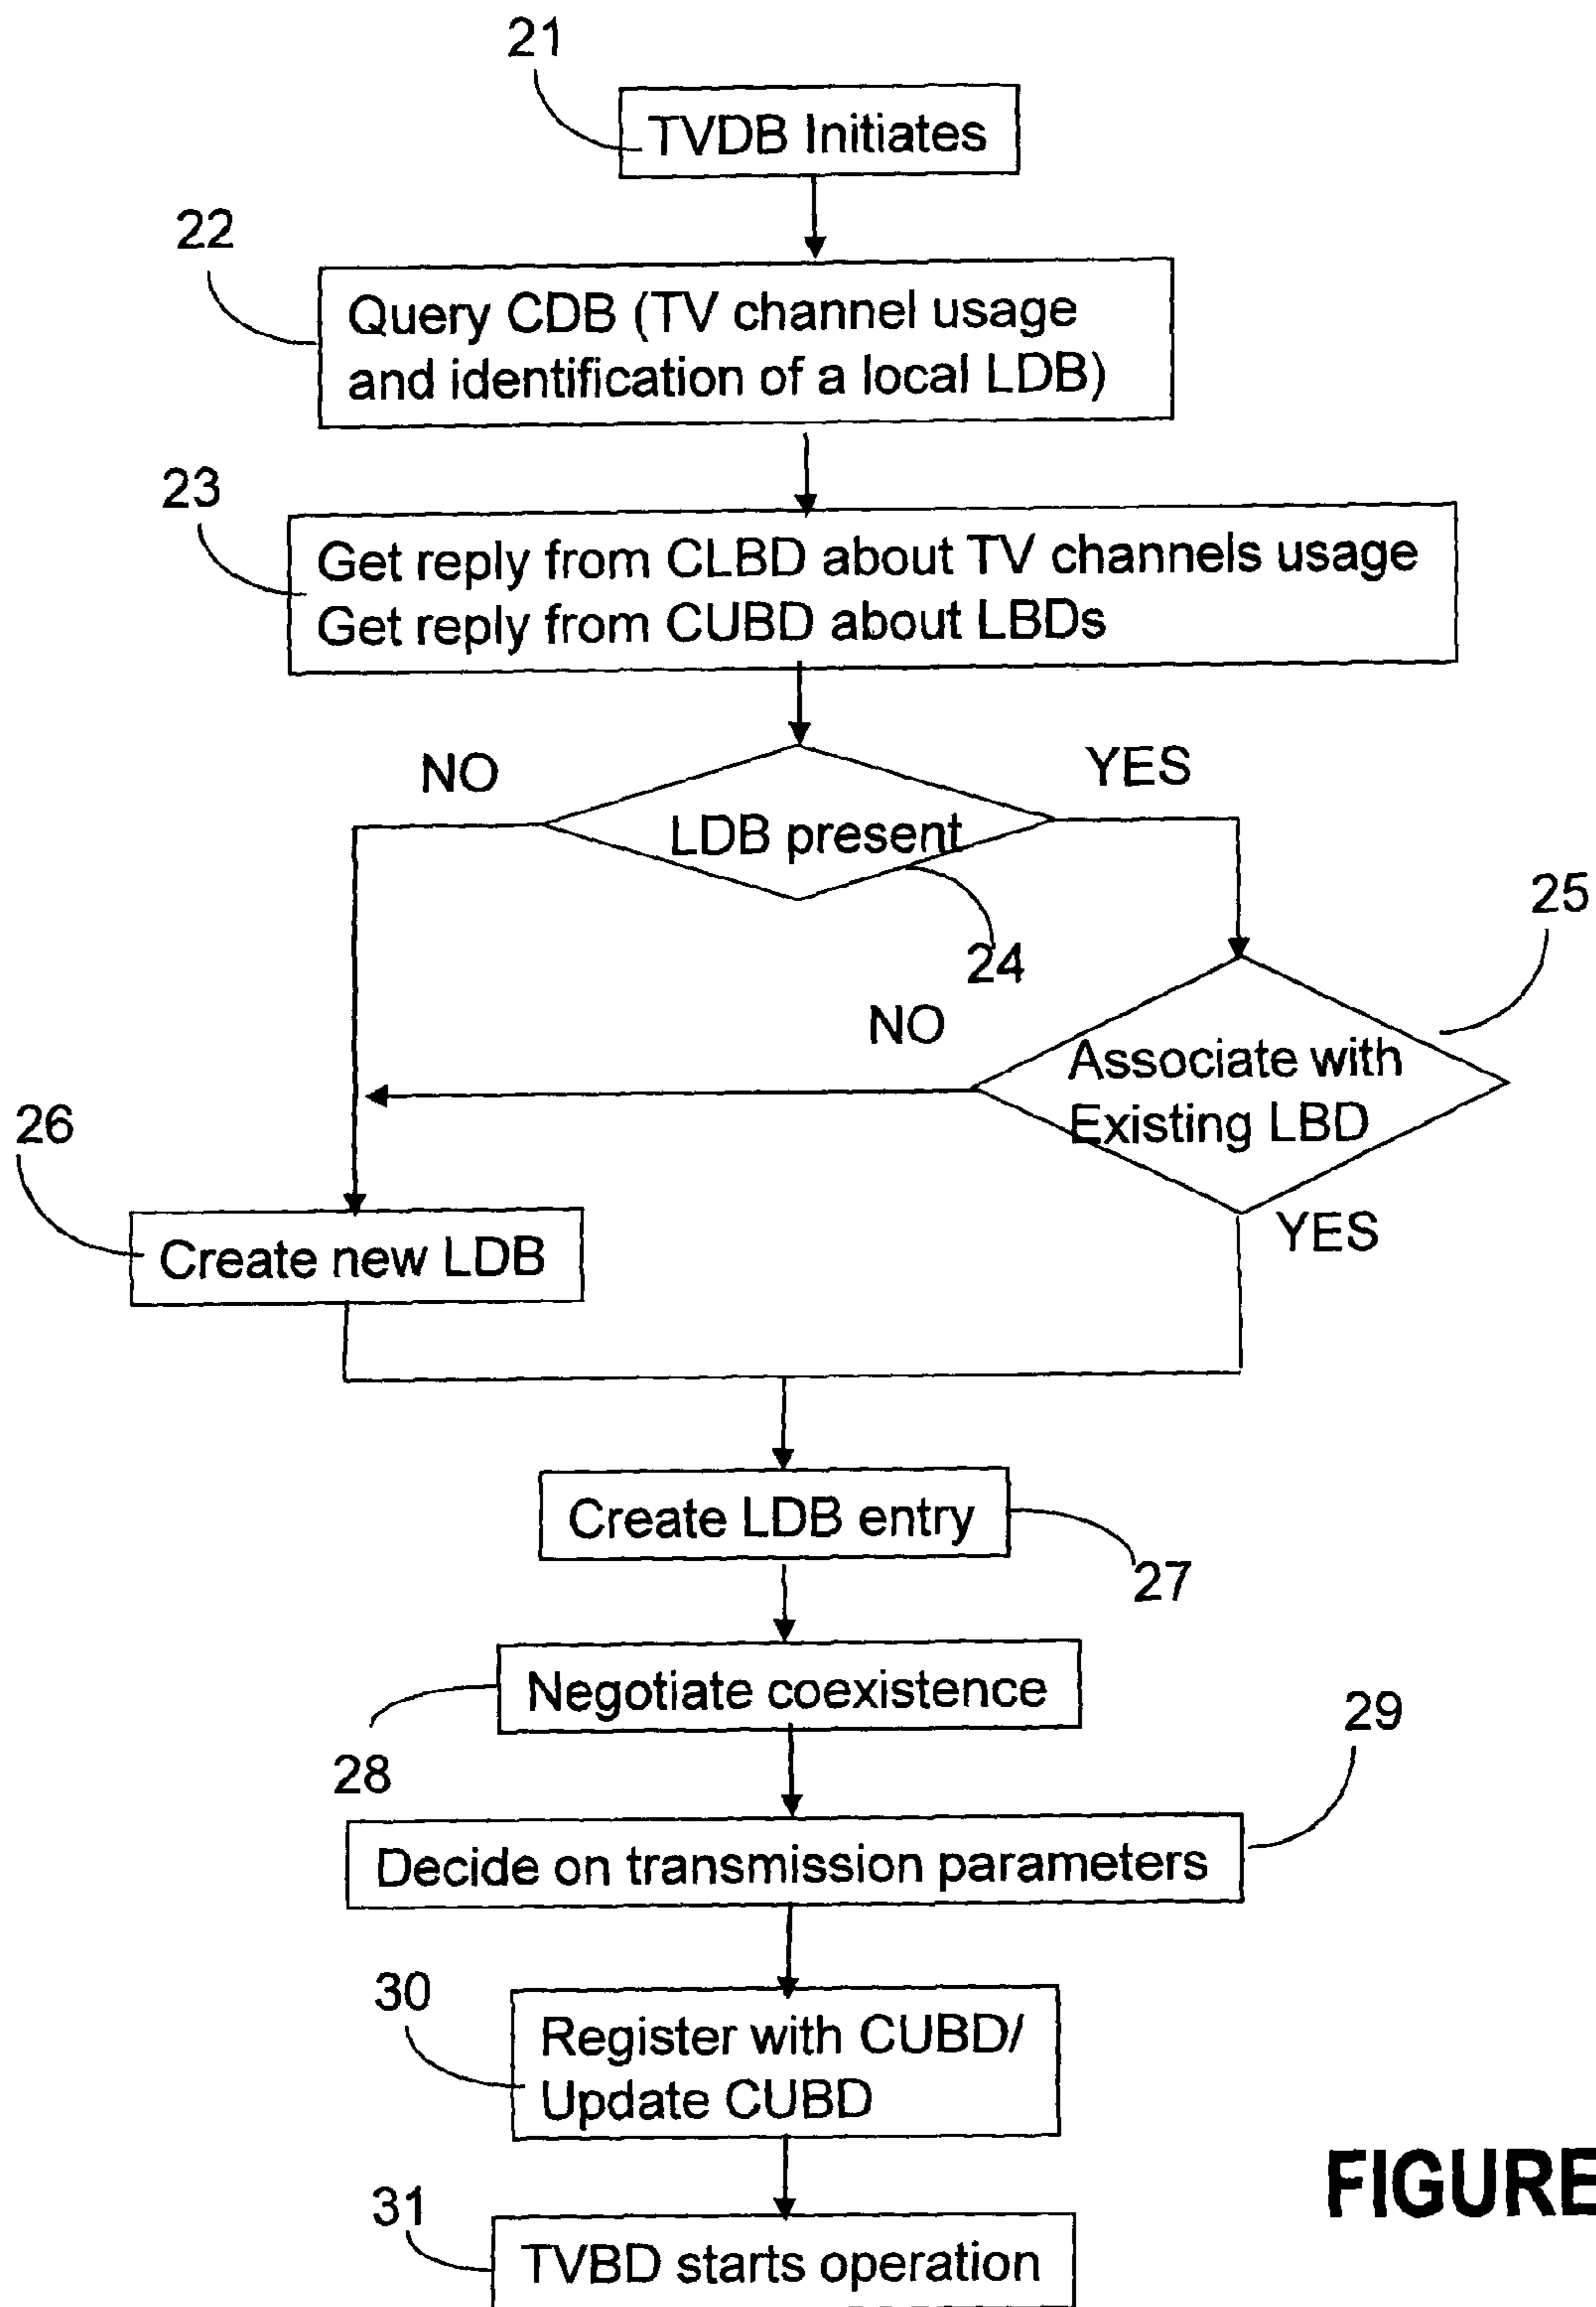 21
TVDB Initiates
22
Query CDB (TV channel usage
and identification of a local LDB)
23
Get reply from CLBD about TV channels usage
Get reply from CUBD about LBDs
NO
YES
LDB present
24
25
NO
Associate with
Existing LBD
26
YES
Create new LDB
Create LDB entry
27
Negotiate coexistence
28
29
Decide on transmission parameters
30
Register with CUBD/
Update CUBD
31
TVBD starts operation
FIGURE